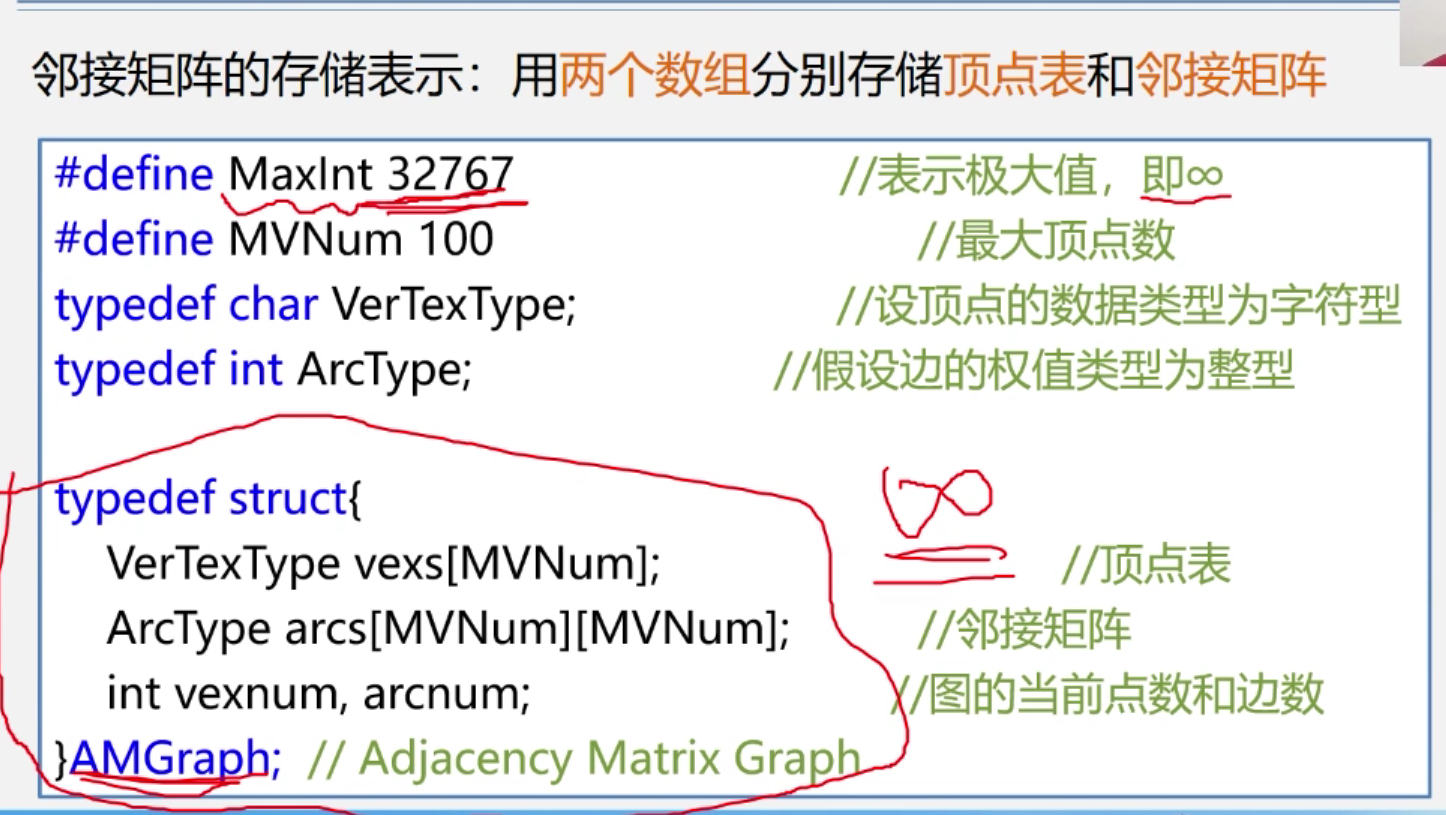 邻接矩阵的存储表示：用两个数组分别存储顶点表和邻接矩阵
#define MaxInt 32767 //表示极大值，即∞
#define MVNum 100 //最大顶点数
typedef char VerTexType; //设顶点的数据类型为字符型
typedef int ArcType; //假设边的权值类型为整型
typedef struct{
∞
VerTexType vexs[MVNum]; //顶点表
ArcType arcs[MVNum][MVNum]; //邻接矩阵
int vexnum, arcnum; //图的当前点数和边数
}AMGraph; // Adjacency Matrix Graph